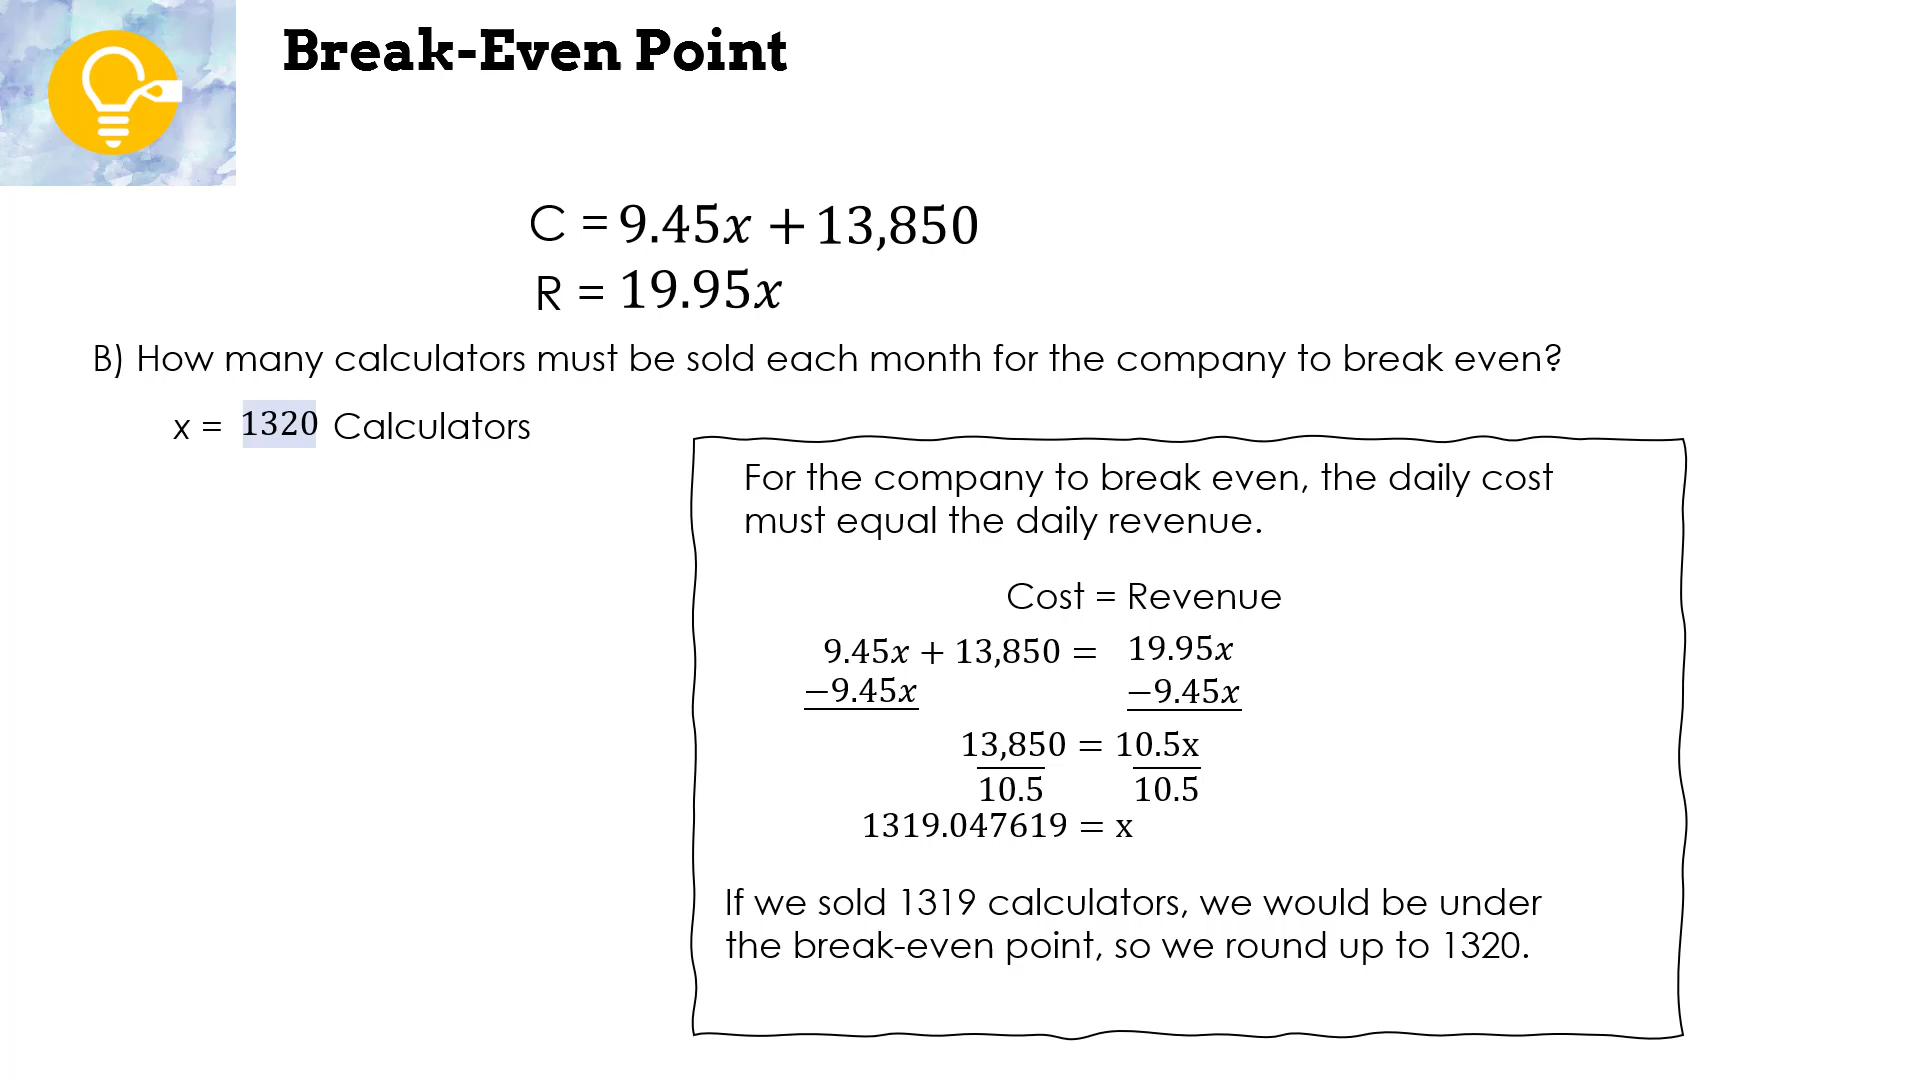 Break-Even Point
C = 9.45x + 13,850
R = 19.95x
B) How many calculators must be sold each month for the company to break even?
x = 1320 Calculators
For the company to break even, the daily cost
must equal the daily revenue.
Cost = Revenue
9.45x + 13,850 = 19.95x
−9.45x −9.45x
13,850 = 10.5x
10.5 10.5
1319.047619 = x
If we sold 1319 calculators, we would be under
the break-even point, so we round up to 1320.